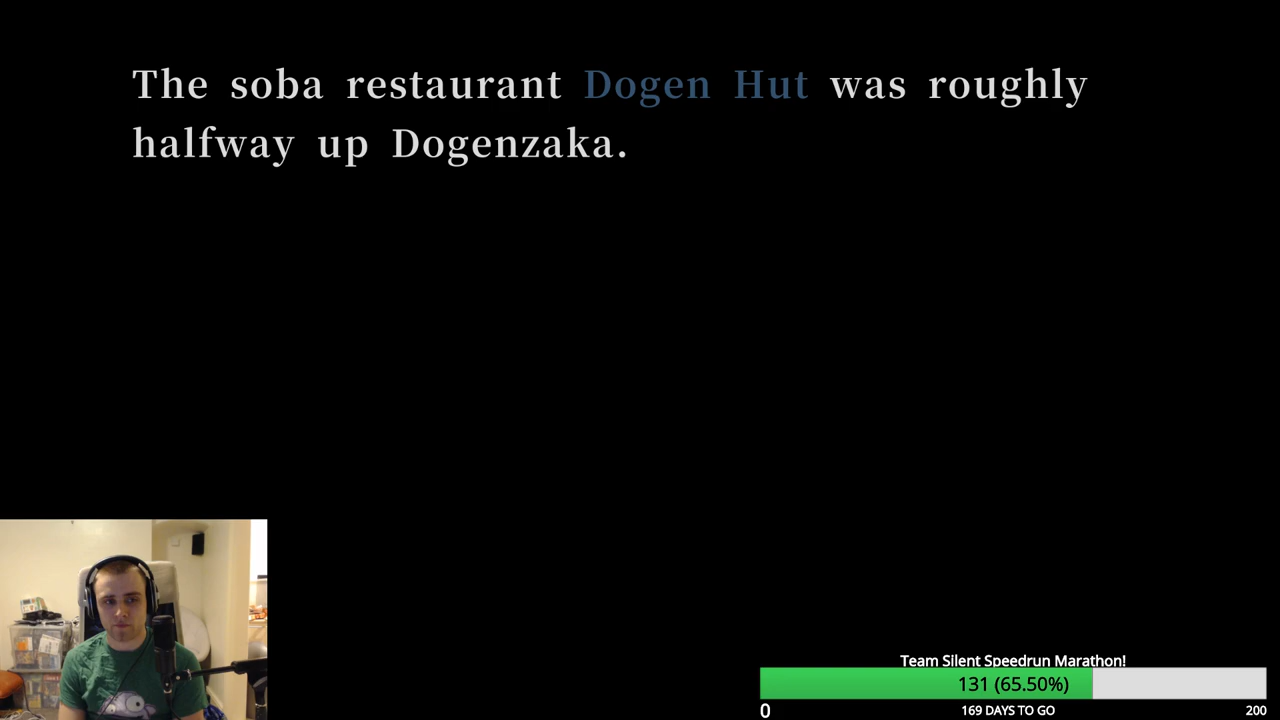 The soba restaurant Dogen Hut was roughly
halfway up Dogenzaka.
Team Silent Speedrun Marathon!
131 (65.50%)
0
169 DAYS TO GO
200